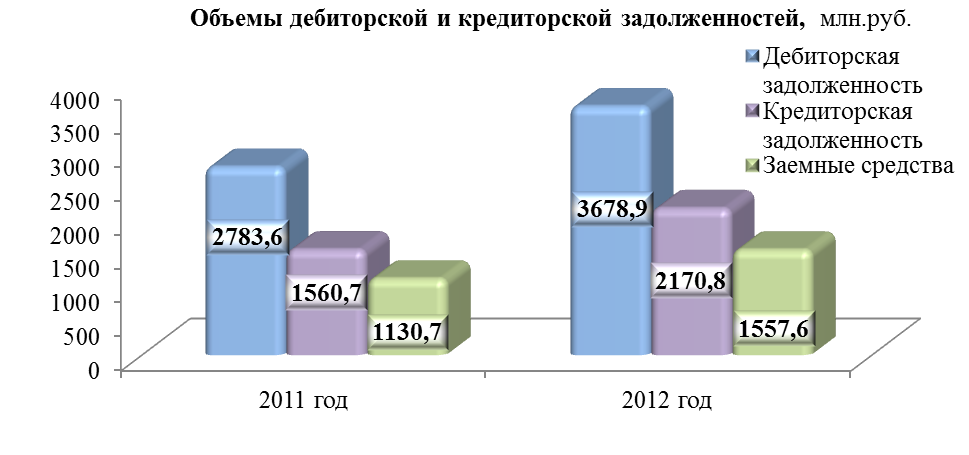 Объемы дебиторской и кредиторской задолженностей, млн.руб.
Дебиторская
задолженность
Кредиторская
задолженность
Заемные средства
4000
3500
3000
2500
2000
1500
1000
500
0
2783,6
1560,7
1130,7
3678,9
2170,8
1557,6
2011 год
2012 год